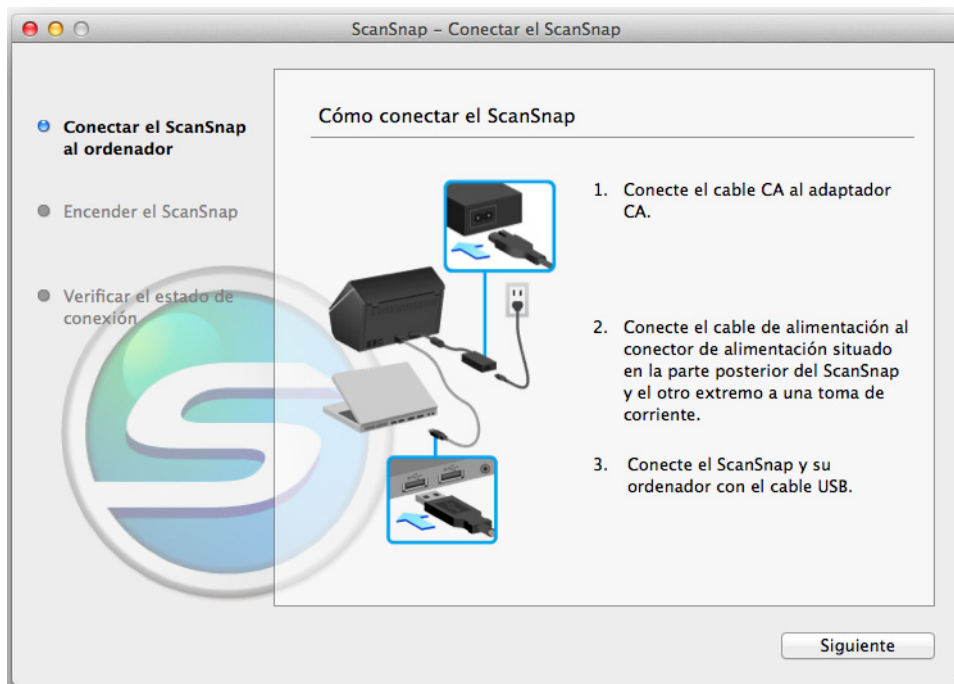 ScanSnap – Conectar el ScanSnap
Conectar el ScanSnap
al ordenador
Encender el ScanSnap
Verificar el estado de
conexión
Cómo conectar el ScanSnap
1. Conecte el cable CA al adaptador
CA.
2. Conecte el cable de alimentación al
conector de alimentación situado
en la parte posterior del ScanSnap
y el otro extremo a una toma de
corriente.
3. Conecte el ScanSnap y su
ordenador con el cable USB.
Siguiente